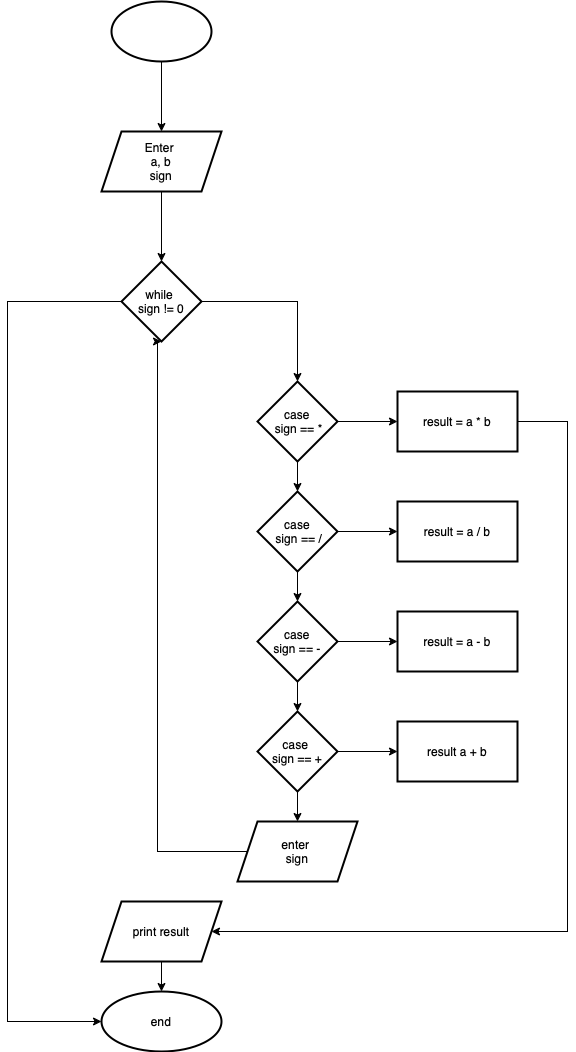 Enter
a, b
sign
while
sign != 0
case
sign == *
result = a * b
case
sign == /
result = a / b
case
sign == -
result = a - b
case
sign == +
result a + b
enter
sign
print result
end